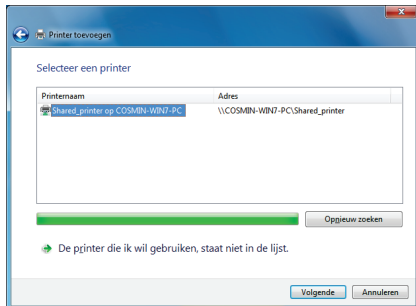 Printer toevoegen
Selecteer een printer
Printernaam Adres
Shared_printer op COSMIN-WIN7-PC \\COSMIN-WIN7-PC\Shared_printer
Opnieuw zoeken
De printer die ik wil gebruiken, staat niet in de lijst.
Volgende Annuleren